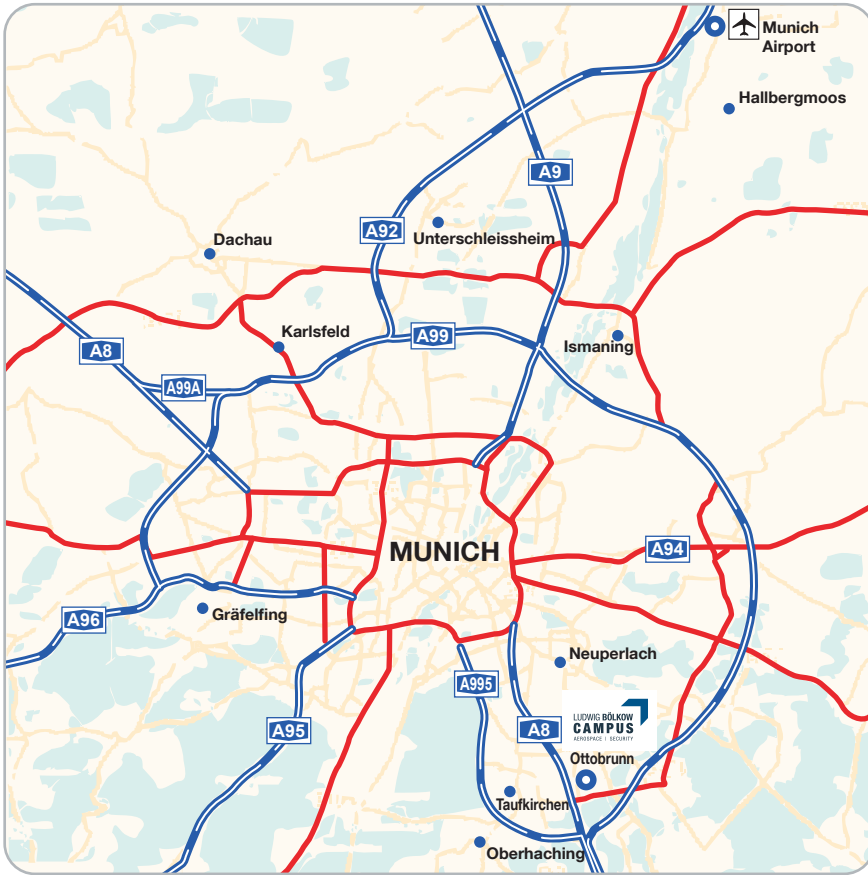 Munich
Airport
Hallbergmoos
A9
A92
Unterschleissheim
Dachau
Karlsfeld
A99
Ismaning
A8
A99A
MUNICH
A94
A96
Gräfelfing
Neuperlach
A995
LUDWIG BÖLKOW
CAMPUS
AEROSPACE | SECURITY
A95
A8
Ottobrunn
Taufkirchen
Oberhaching